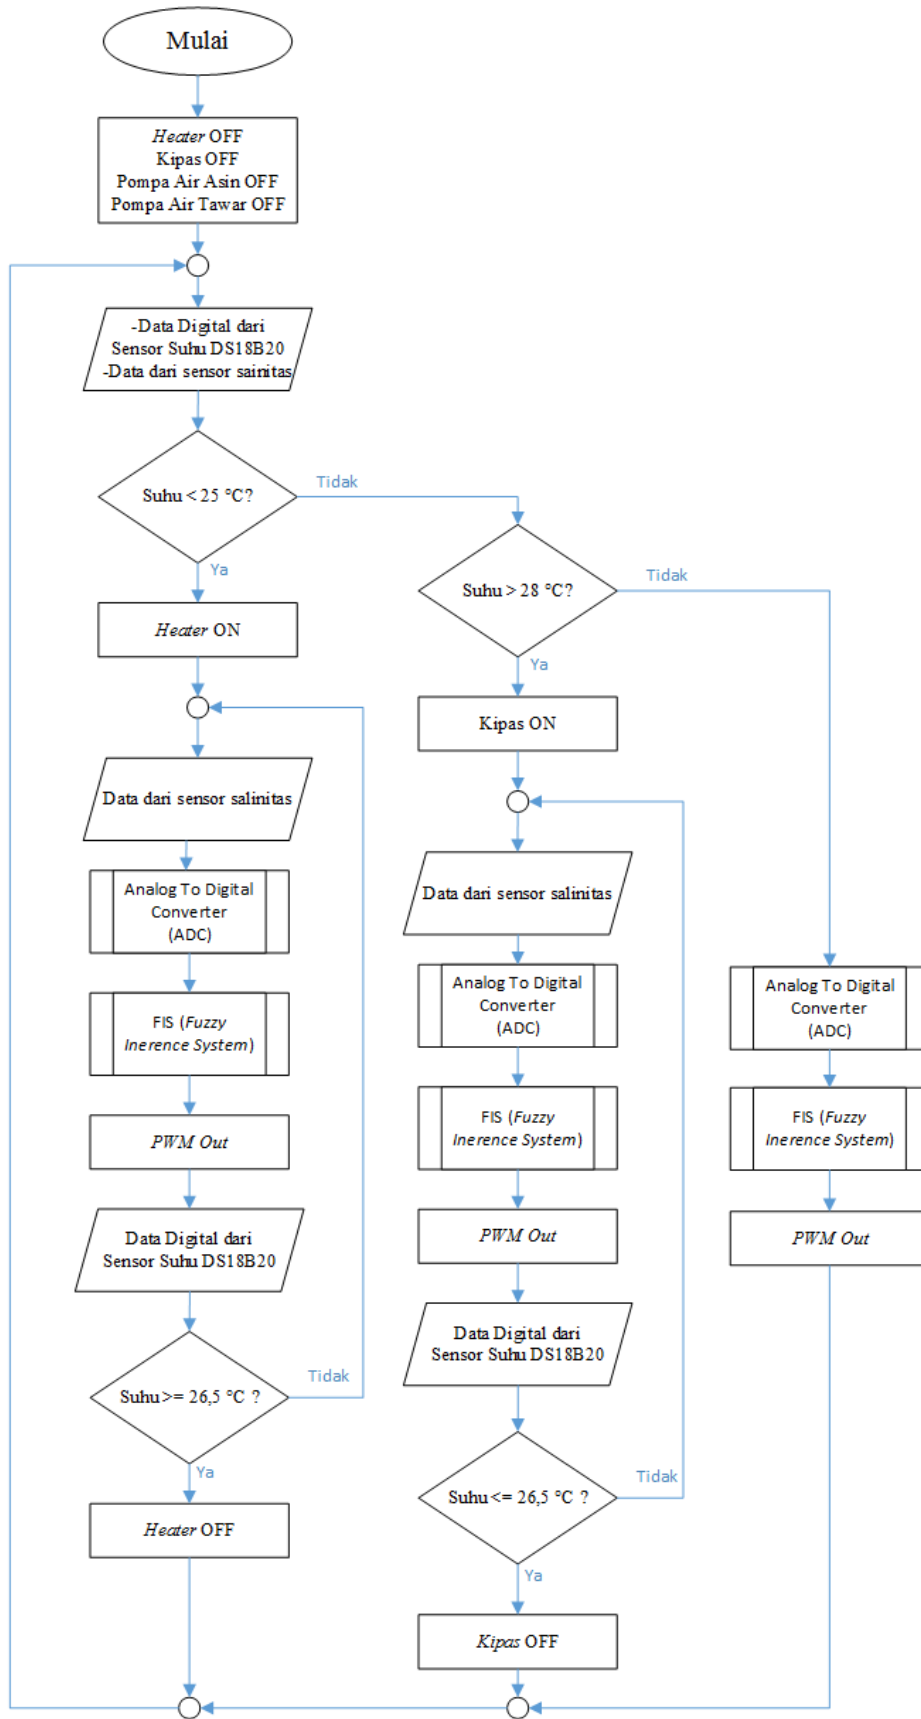 Mulai
Heater OFF
Kipas OFF
Pompa Air Asin OFF
Pompa Air Tawar OFF
-Data Digital dari
Sensor Suhu DS18B20
-Data dari sensor sainitas
Suhu < 25 °C?
Tidak
Ya
Suhu > 28 °C?
Tidak
Ya
Heater ON
Kipas ON
Data dari sensor salinitas
Analog To Digital
Converter
(ADC)
FIS (Fuzzy
Inerence System)
PWM Out
Data Digital dari
Sensor Suhu DS18B20
Suhu >= 26,5 °C ?
Tidak
Ya
Heater OFF
Data dari sensor salinitas
Analog To Digital
Converter
(ADC)
FIS (Fuzzy
Inerence System)
PWM Out
Data Digital dari
Sensor Suhu DS18B20
Suhu <= 26,5 °C ?
Tidak
Ya
Kipas OFF
Analog To Digital
Converter
(ADC)
FIS (Fuzzy
Inerence System)
PWM Out